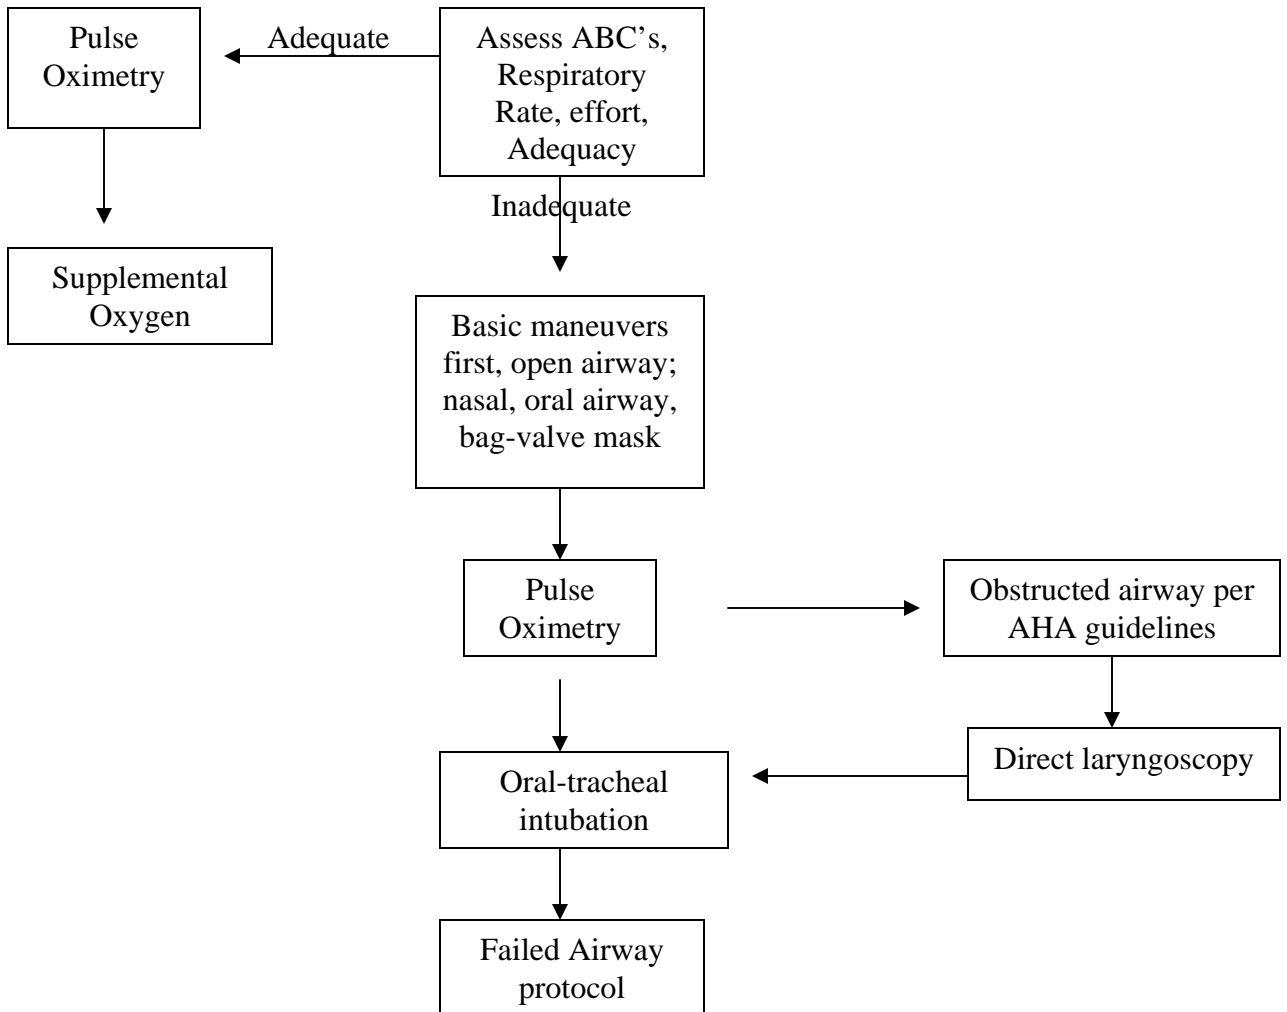 Pulse
Oximetry
Adequate
Assess ABC’s,
Respiratory
Rate, effort,
Adequacy
Inadequate
Supplemental
Oxygen
Basic maneuvers
first, open airway;
nasal, oral airway,
bag-valve mask
Pulse
Oximetry
Obstructed airway per
AHA guidelines
Direct laryngoscopy
Oral-tracheal
intubation
Failed Airway
protocol